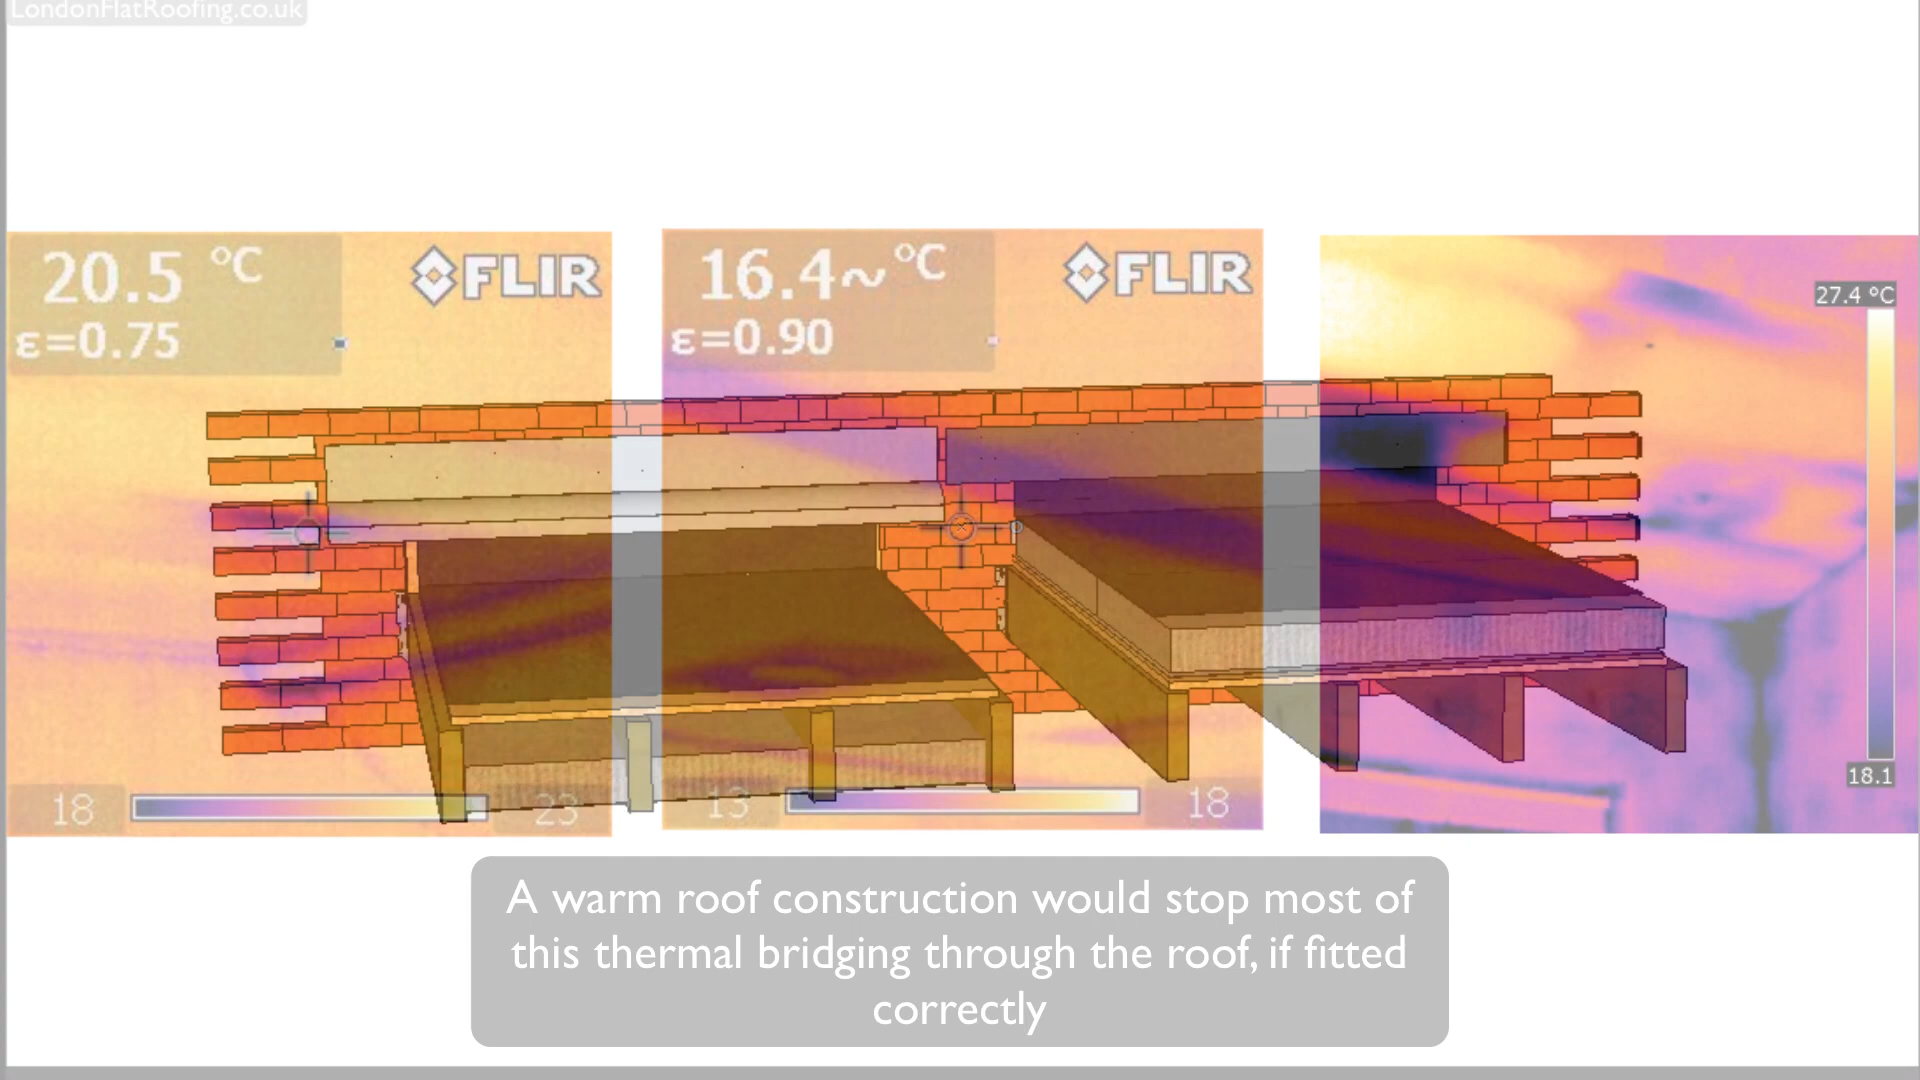 LondonFlatRoofing.co.uk
20.5 °C
FLIR
ε=0.75
16.4~°C
FLIR
ε=0.90
27.4 °C
18
23
13
18
18.1
A warm roof construction would stop most of
this thermal bridging through the roof, if fitted
correctly